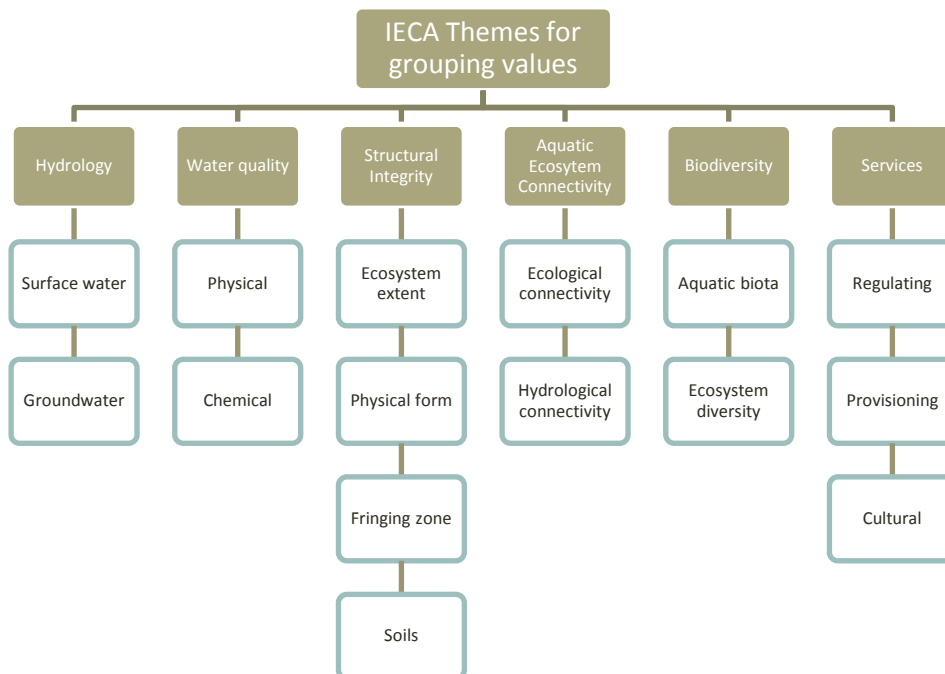 IECA Themes for
grouping values
Hydrology
Surface water
Groundwater
Water quality
Physical
Chemical
Structural
Integrity
Ecosystem
extent
Physical form
Fringing zone
Soils
Aquatic
Ecosytem
Connectivity
Ecological
connectivity
Hydrological
connectivity
Biodiversity
Aquatic biota
Ecosystem
diversity
Services
Regulating
Provisioning
Cultural